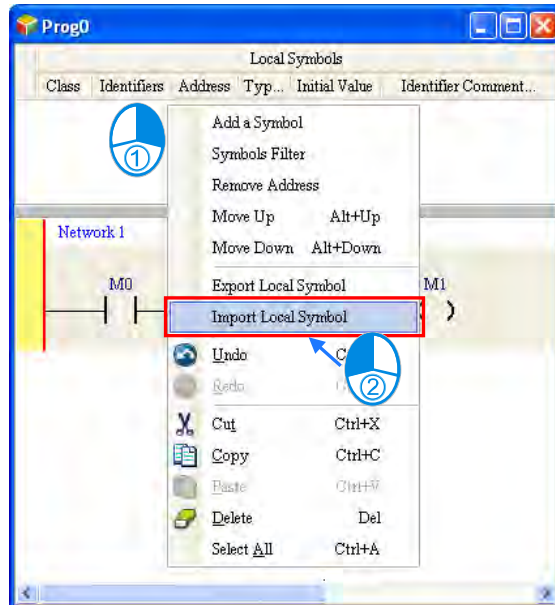 Prog0
Local Symbols
Class Identifiers Address Typ... Initial Value Identifier Comment...
1
Add a Symbol
Symbols Filter
Remove Address
Move Up Alt+Up
Move Down Alt+Down
Network 1
M0 M1
Export Local Symbol
Import Local Symbol
2
Undo
Redo
Cut Ctrl+X
Copy Ctrl+C
Paste Ctrl+V
Delete Del
Select All Ctrl+A